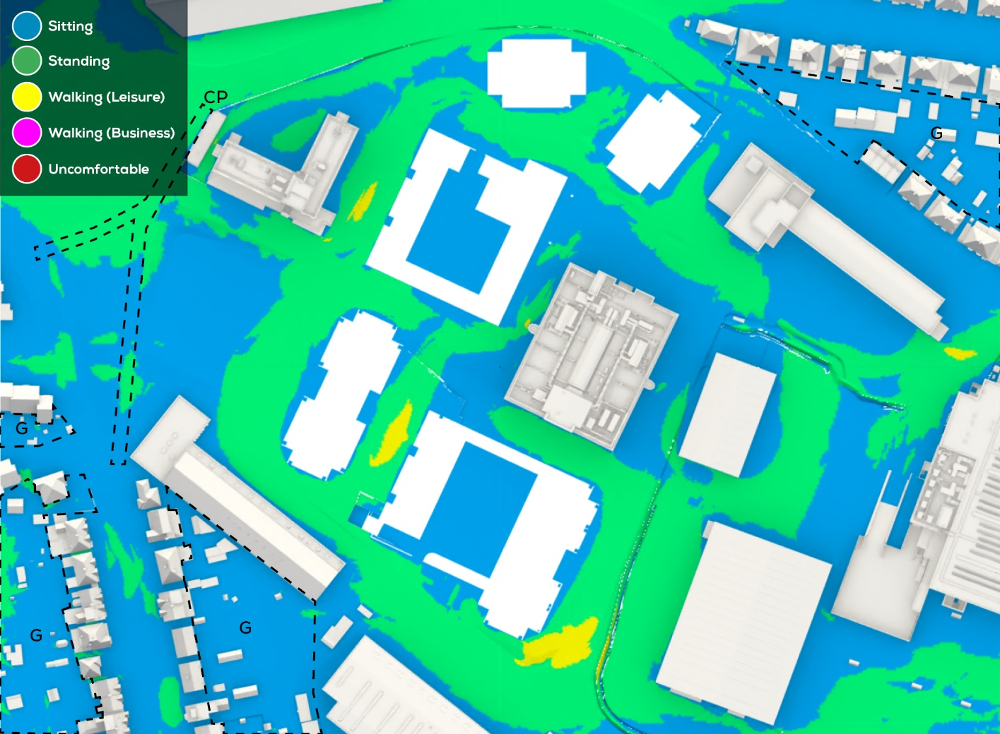 Sitting
Standing
Walking (Leisure)
Walking (Business)
Uncomfortable
CP
G
G
G
G